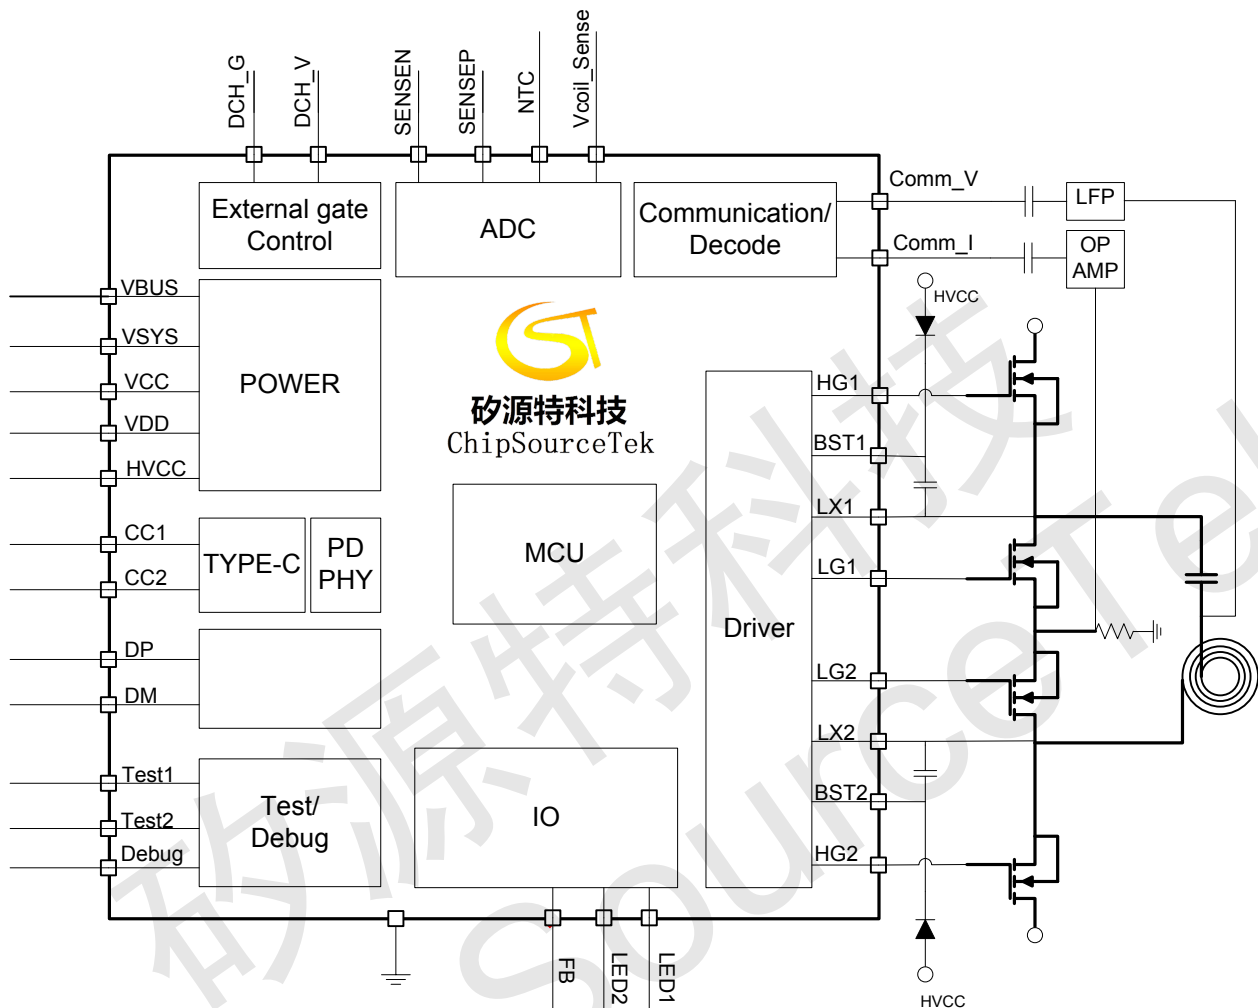 DCH_G
DCH_V
SENSEN
SENSEP
NTC
Vcoil_Sense
External gate
Control
ADC
Communication/
Decode
Comm_V
LFP
Comm_I
OP
AMP
HVCC
VBUS
VSYS
VCC
VDD
HVCC
POWER
ST
矽源特科技
ChipSourceTek
HG1
BST1
LX1
LG1
Driver
LG2
LX2
BST2
HG2
CC1
CC2
TYPE-C
PD
PHY
MCU
DP
DM
Test1
Test2
Debug
Test/
Debug
IO
FB
LED2
LED1
HVCC
矽源特科技
SourceTe